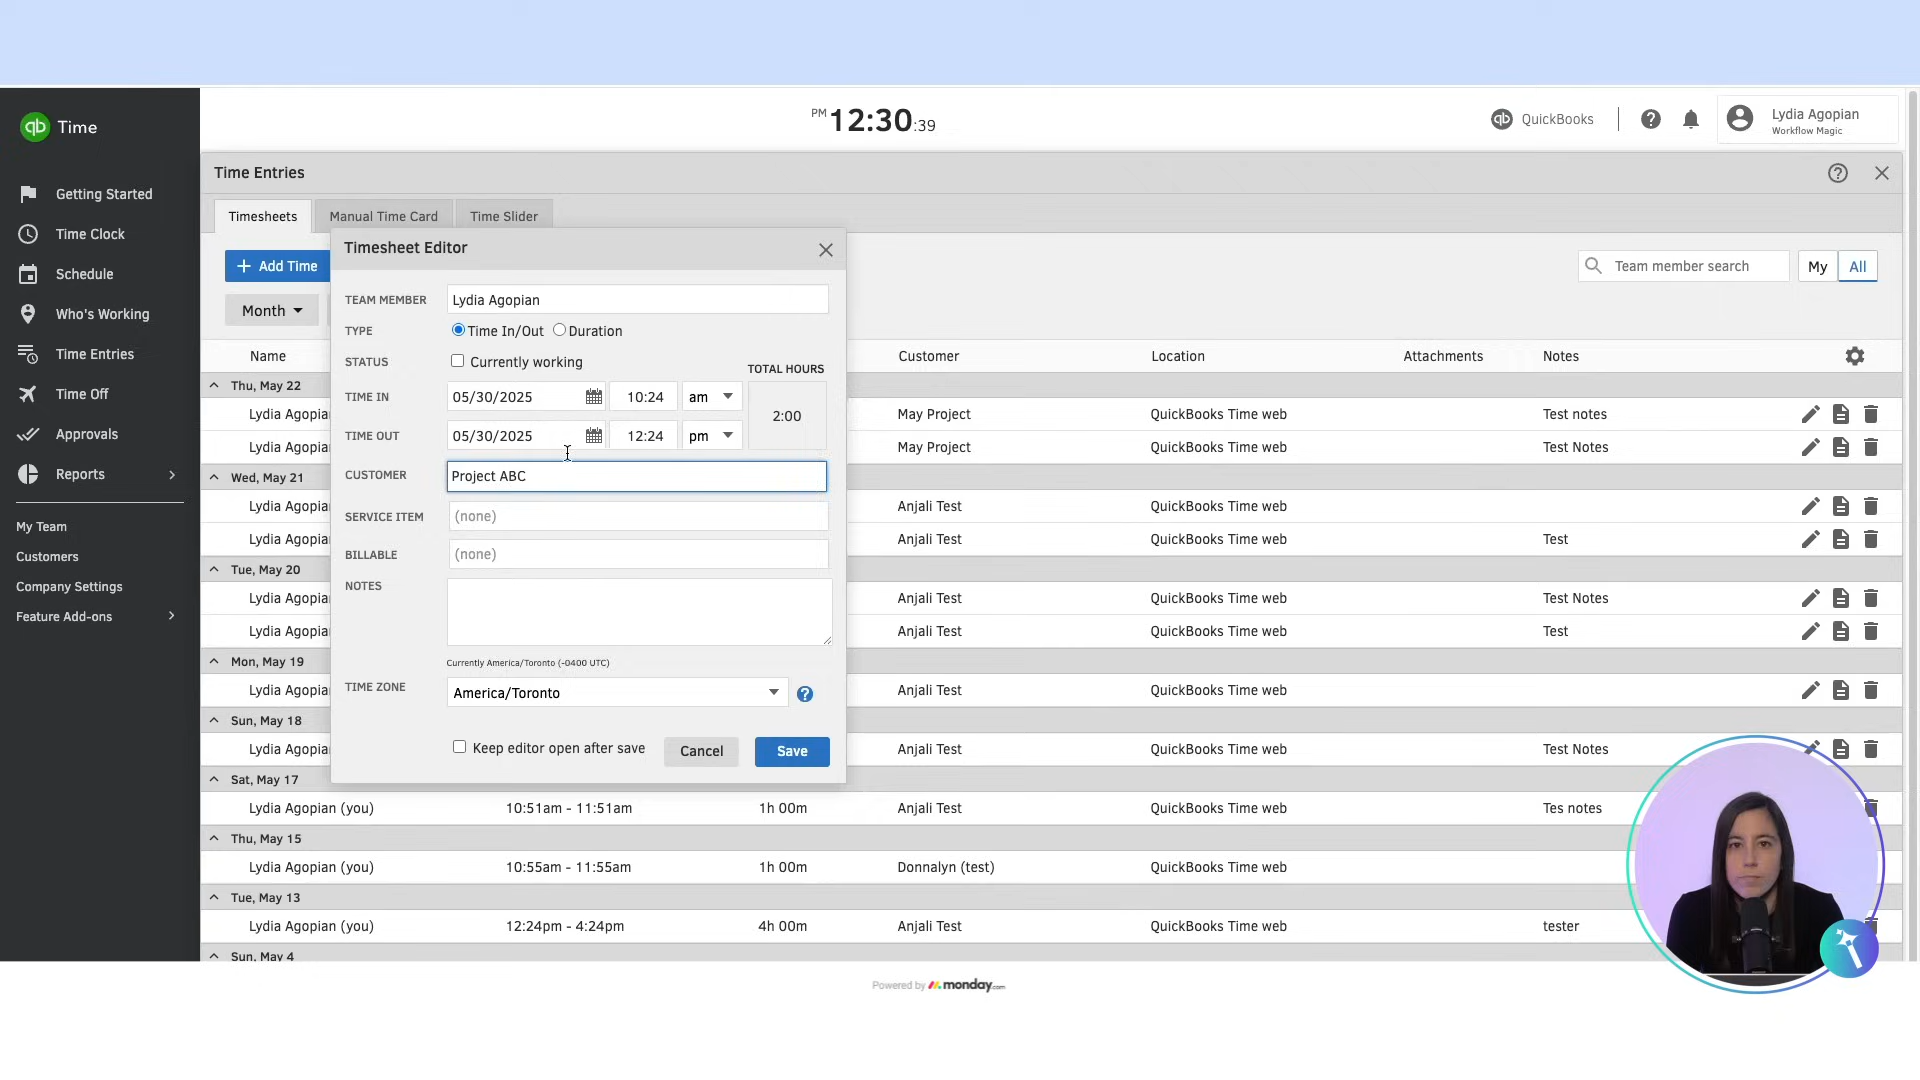 qb Time
PM 12:30:39
qb QuickBooks
Lydia Agopian
Workflow Magic
Getting Started
Time Clock
Schedule
Who's Working
Time Entries
Time Off
Approvals
Reports
My Team
Customers
Company Settings
Feature Add-ons
Time Entries
Timesheets Manual Time Card Time Slider
+ Add Time
Team member search
My All
Month
Name Customer Location Attachments Notes
Thu, May 22
Lydia Agopia May Project QuickBooks Time web Test notes
Lydia Agopia May Project QuickBooks Time web Test Notes
Wed, May 21
Lydia Agopia Anjali Test QuickBooks Time web
Lydia Agopia Anjali Test QuickBooks Time web Test
Tue, May 20
Lydia Agopia Anjali Test QuickBooks Time web Test Notes
Lydia Agopia Anjali Test QuickBooks Time web Test
Mon, May 19
Lydia Agopia Anjali Test QuickBooks Time web
Sun, May 18
Lydia Agopia Anjali Test QuickBooks Time web Test Notes
Sat, May 17
Lydia Agopian (you) 10:51am - 11:51am 1h 00m Anjali Test QuickBooks Time web Tes notes
Thu, May 15
Lydia Agopian (you) 10:55am - 11:55am 1h 00m Donnalyn (test) QuickBooks Time web
Tue, May 13
Lydia Agopian (you) 12:24pm - 4:24pm 4h 00m Anjali Test QuickBooks Time web tester
Sun, May 4
Timesheet Editor
TEAM MEMBER Lydia Agopian
TYPE Time In/Out Duration
STATUS Currently working
TOTAL HOURS
TIME IN 05/30/2025 10:24 am
2:00
TIME OUT 05/30/2025 12:24 pm
CUSTOMER Project ABC
SERVICE ITEM (none)
BILLABLE (none)
NOTES
Currently America/Toronto (-0400 UTC)
TIME ZONE America/Toronto
Keep editor open after save Cancel Save
Powered by monday.com